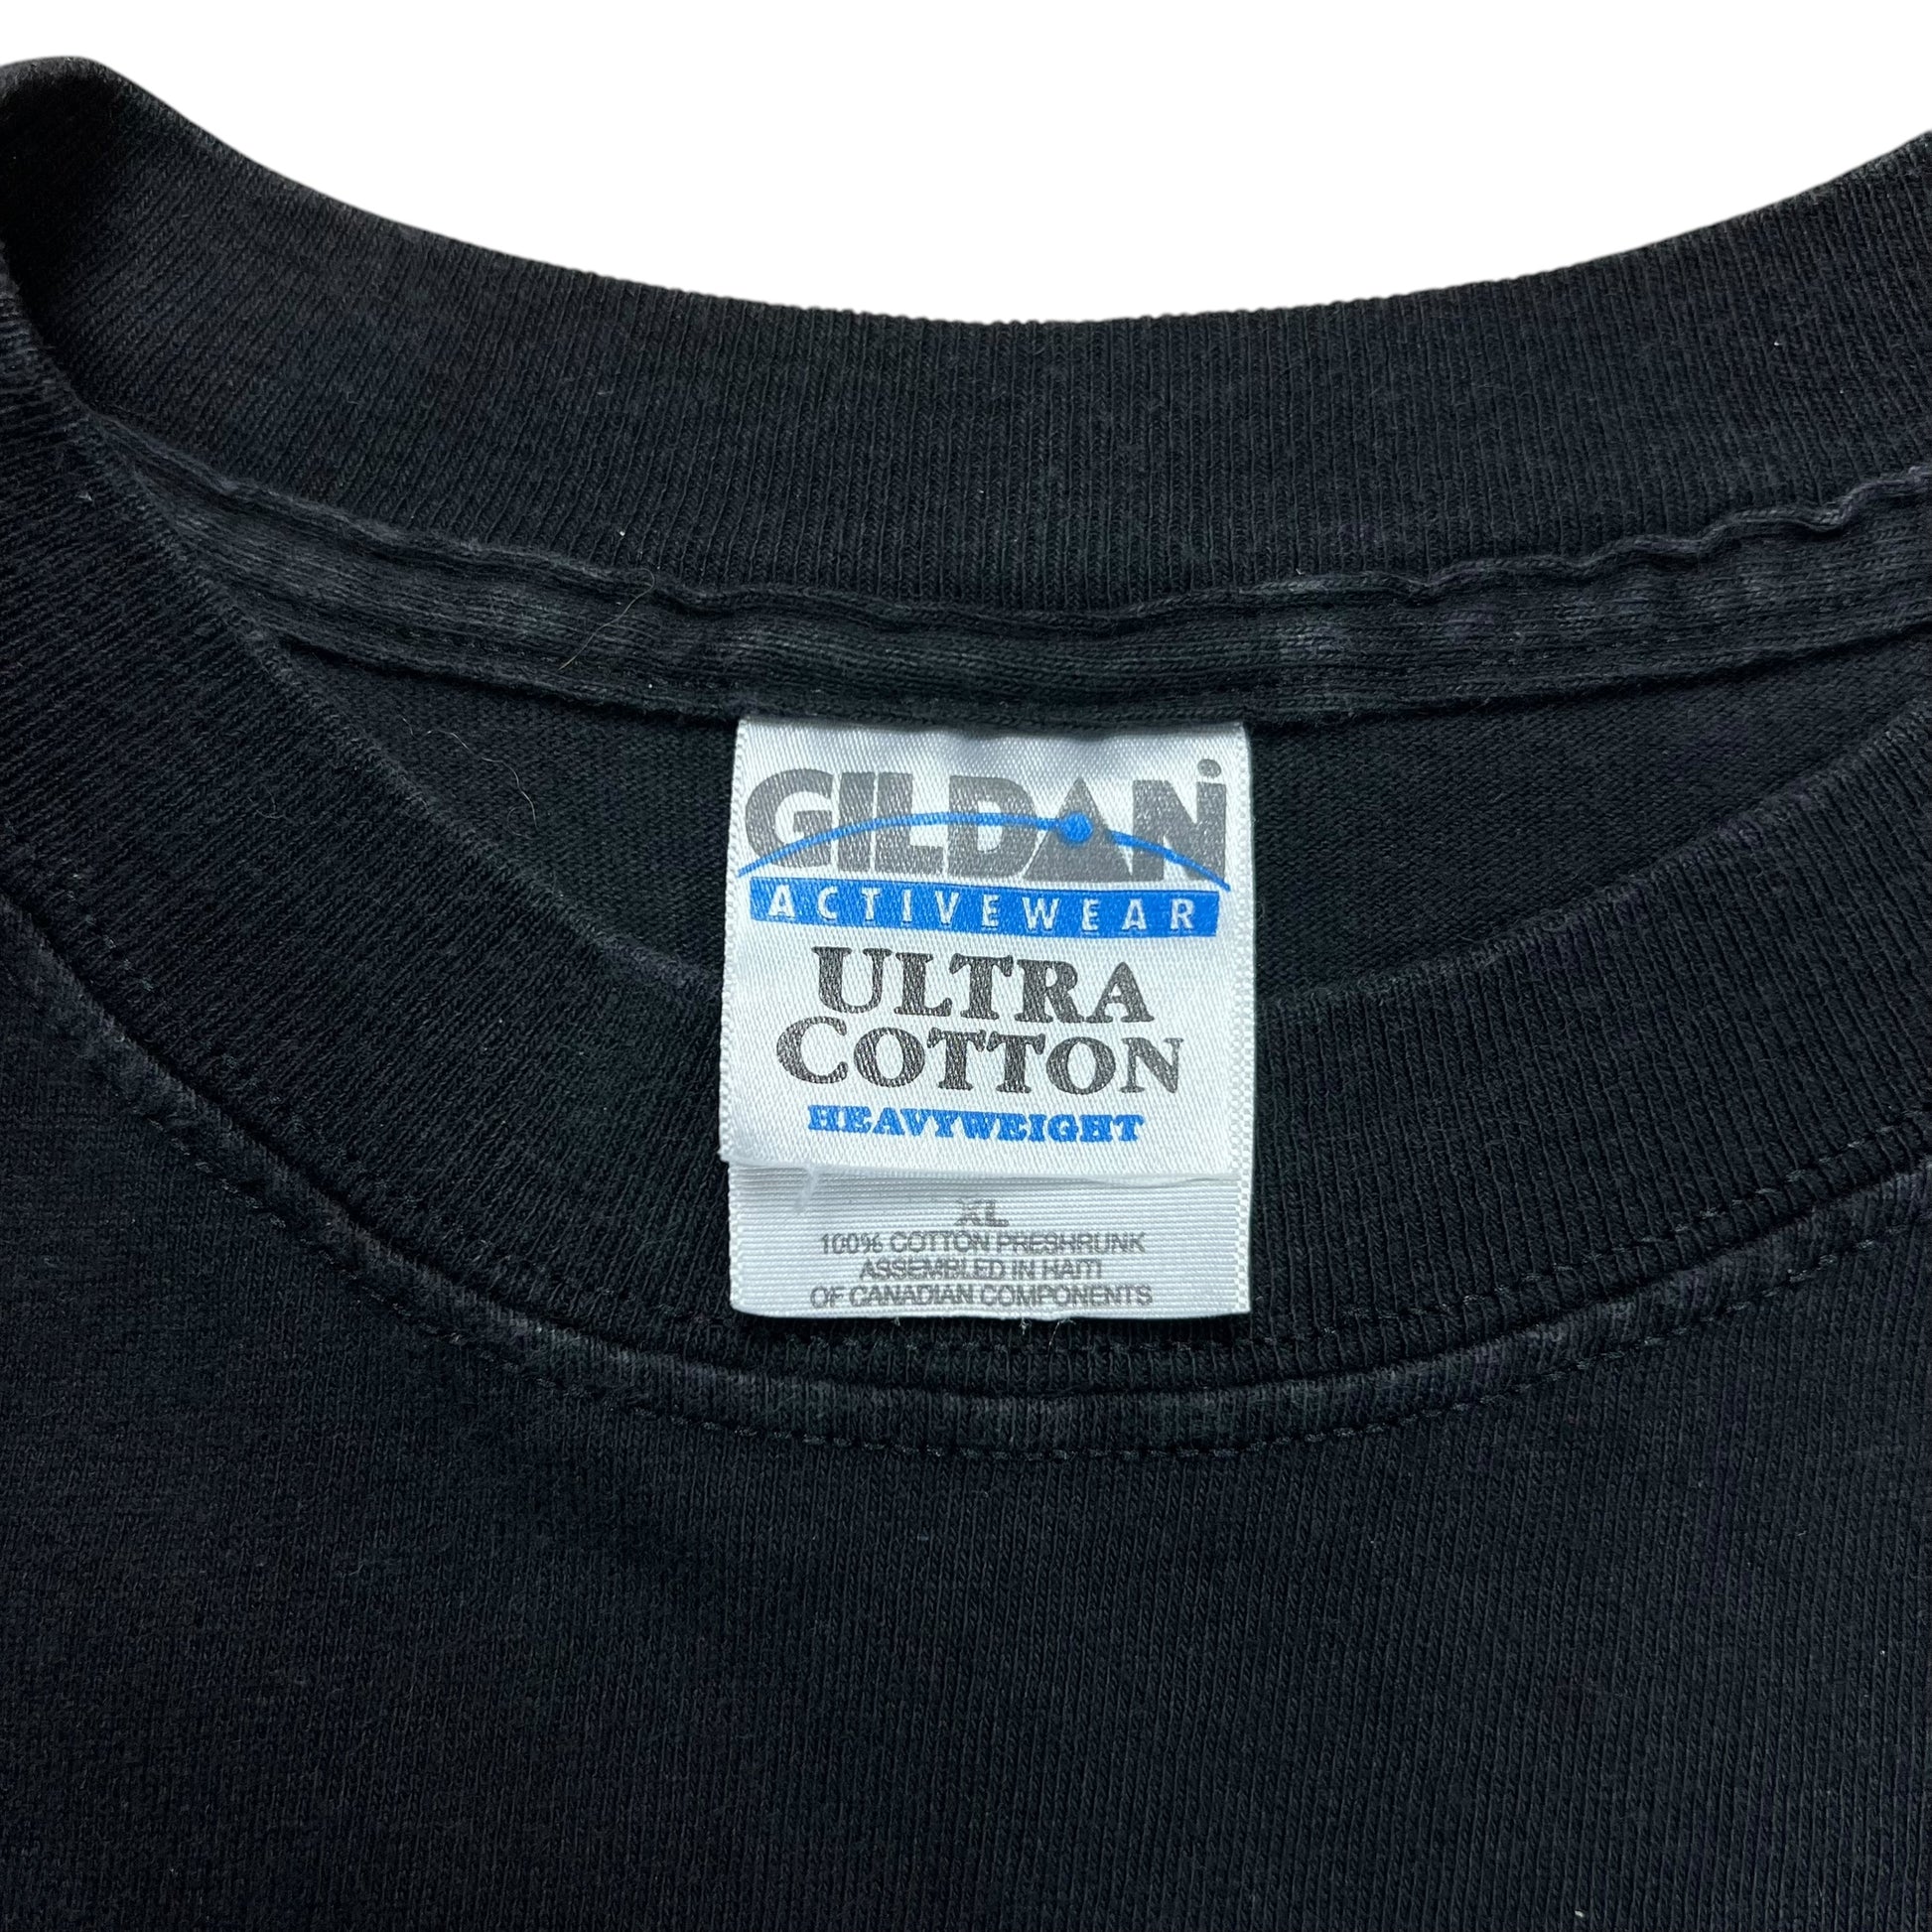 GILDAN
ACTIVEWEAR
ULTRA
COTTON
HEAVYWEIGHT
XL
100% COTTON PRESHRUNK
ASSEMBLED IN HAITI
OF CANADIAN COMPONENTS